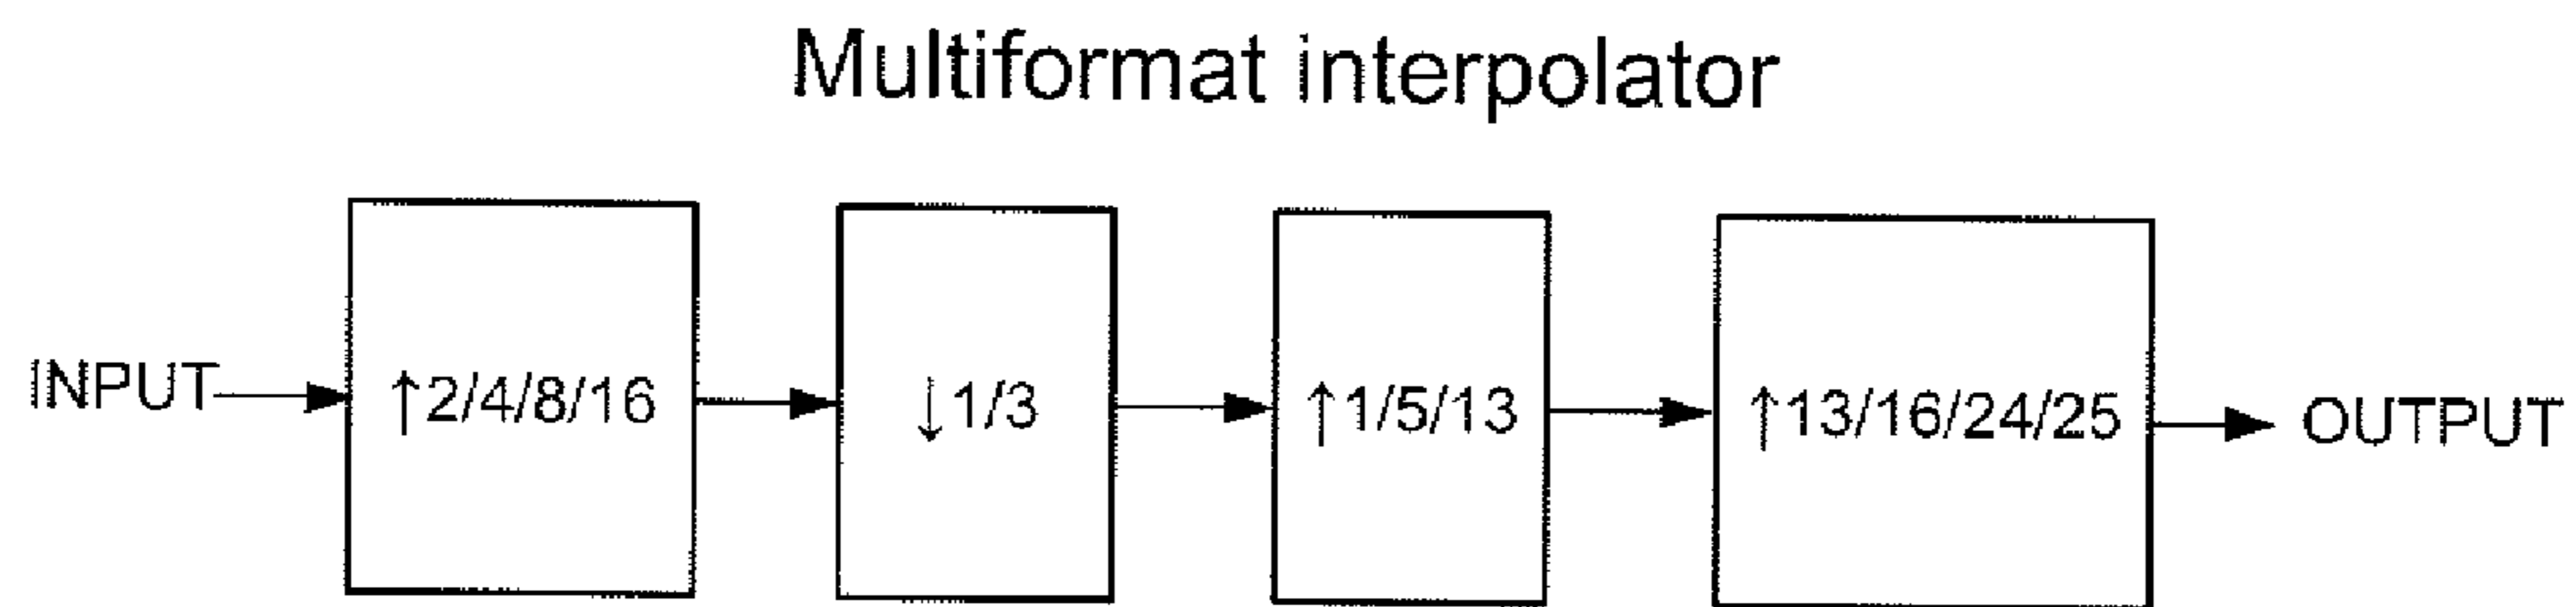 Multiformat interpolator
INPUT
↑2/4/8/16
↓1/3
↑1/5/13
↑13/16/24/25
OUTPUT